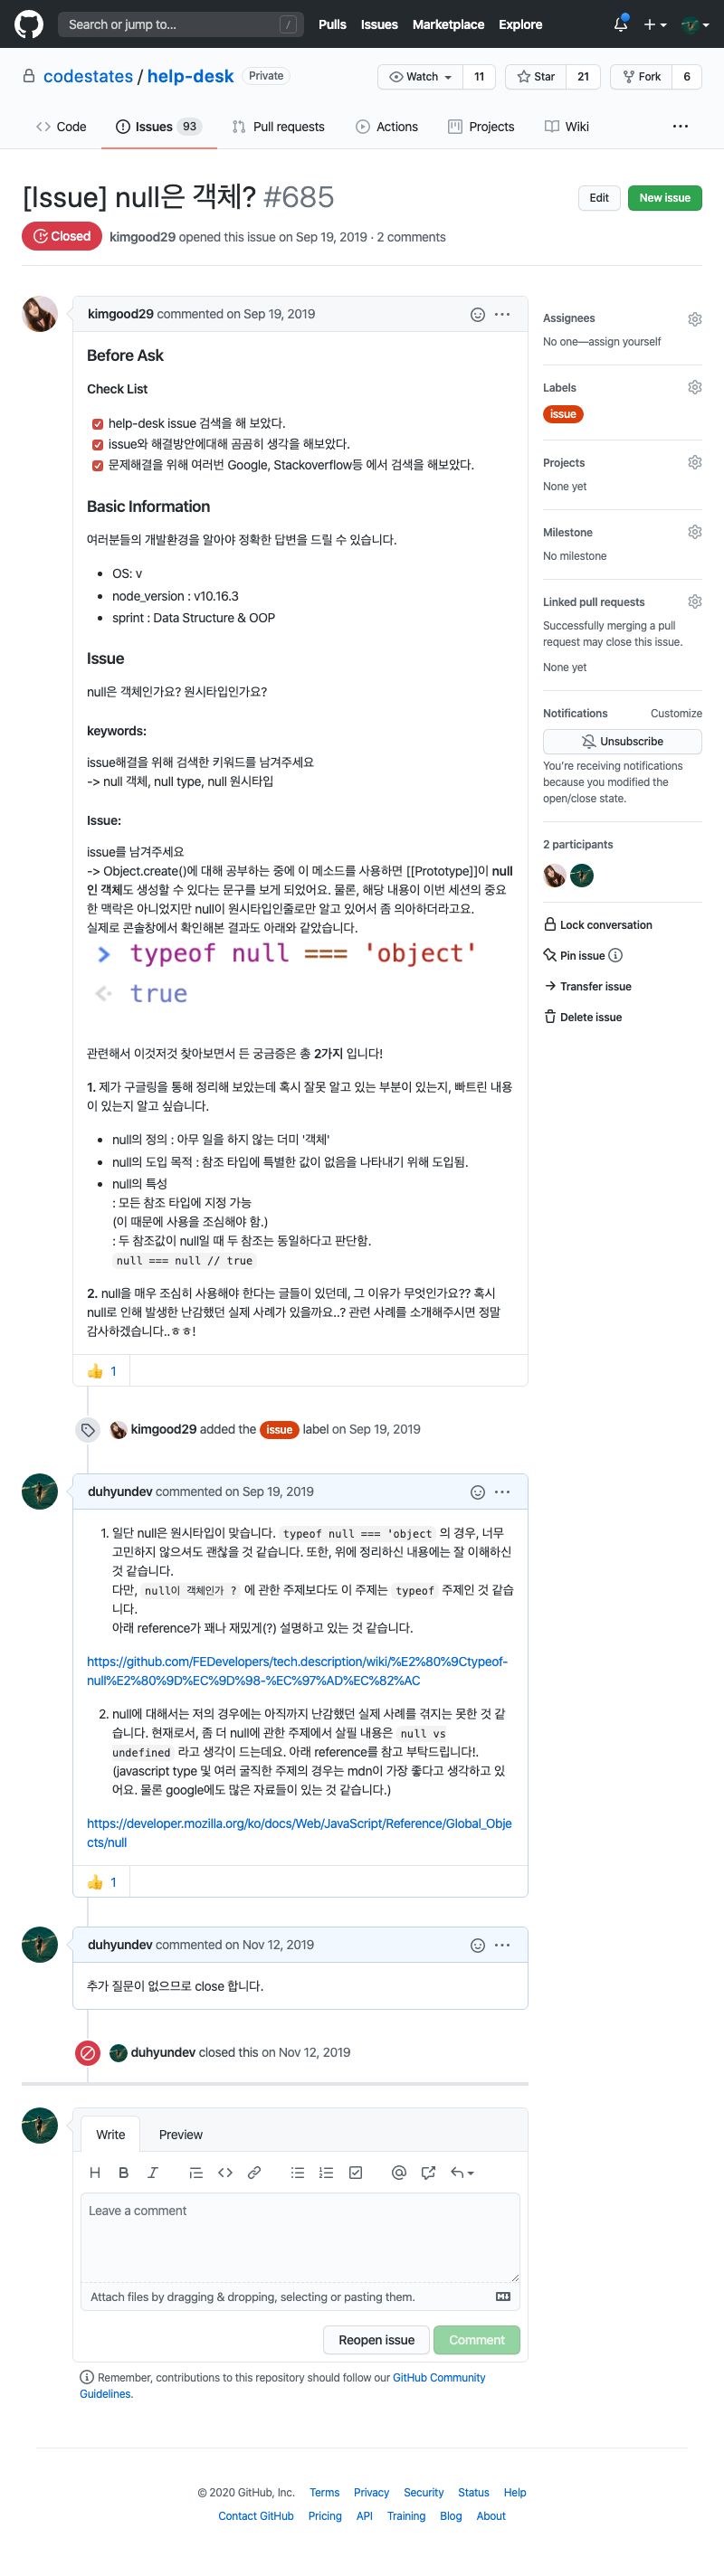 Search or jump to... /
Pulls Issues Marketplace Explore
codestates / help-desk Private
Watch 11 Star 21 Fork 6
Code Issues 93 Pull requests Actions Projects Wiki ...
[Issue] null은 객체? #685
Edit New issue
Closed kimgood29 opened this issue on Sep 19, 2019 · 2 comments
kimgood29 commented on Sep 19, 2019
Before Ask
Check List
help-desk issue 검색을 해 보았다.
issue와 해결방안에대해 곰곰히 생각을 해보았다.
문제해결을 위해 여러번 Google, Stackoverflow등 에서 검색을 해보았다.
Basic Information
여러분들의 개발환경을 알아야 정확한 답변을 드릴 수 있습니다.
• OS: v
• node_version : v10.16.3
• sprint : Data Structure & OOP
Issue
null은 객체인가요? 원시타입인가요?
keywords:
issue해결을 위해 검색한 키워드를 남겨주세요
-> null 객체, null type, null 원시타입
Issue:
issue를 남겨주세요
-> Object.create()에 대해 공부하는 중에 이 메소드를 사용하면 [[Prototype]]이 null
인 객체도 생성할 수 있다는 문구를 보게 되었어요. 물론, 해당 내용이 이번 세션의 중요
한 맥락은 아니었지만 null이 원시타입인줄로만 알고 있어서 좀 의아하더라고요.
실제로 콘솔창에서 확인해본 결과도 아래와 같았습니다.
> typeof null === 'object'
true
관련해서 이것저것 찾아보면서 든 궁금증은 총 2가지 입니다!
1. 제가 구글링을 통해 정리해 보았는데 혹시 잘못 알고 있는 부분이 있는지, 빠트린 내용
이 있는지 알고 싶습니다.
• null의 정의 : 아무 일을 하지 않는 더미 '객체'
• null의 도입 목적 : 참조 타입에 특별한 값이 없음을 나타내기 위해 도입됨.
• null의 특성
: 모든 참조 타입에 지정 가능
(이 때문에 사용을 조심해야 함.)
: 두 참조값이 null일 때 두 참조는 동일하다고 판단함.
null === null // true
2. null을 매우 조심히 사용해야 한다는 글들이 있던데, 그 이유가 무엇인가요?? 혹시
null로 인해 발생한 난감했던 실제 사례가 있을까요..? 관련 사례를 소개해주시면 정말
감사하겠습니다..ㅎㅎ!
👍 1
kimgood29 added the issue label on Sep 19, 2019
duhyundev commented on Sep 19, 2019
1. 일단 null은 원시타입이 맞습니다. typeof null === 'object 의 경우, 너무
고민하지 않으셔도 괜찮을 것 같습니다. 또한, 위에 정리하신 내용에는 잘 이해하신
것 같습니다.
다만, null이 객체인가 ? 에 관한 주제보다도 이 주제는 typeof 주제인 것 같습
니다.
아래 reference가 꽤나 재밌게(?) 설명하고 있는 것 같습니다.
https://github.com/FEDevelopers/tech.description/wiki/%E2%80%9Ctypeof-
null%E2%80%9D%EC%9D%98-%EC%97%AD%EC%82%AC
2. null에 대해서는 저의 경우에는 아직까지 난감했던 실제 사례를 겪지는 못한 것 같
습니다. 현재로서, 좀 더 null에 관한 주제에서 살필 내용은 null vs
undefined 라고 생각이 드는데요. 아래 reference를 참고 부탁드립니다!.
(javascript type 및 여러 굵직한 주제의 경우는 mdn이 가장 좋다고 생각하고 있
어요. 물론 google에도 많은 자료들이 있는 것 같습니다.)
https://developer.mozilla.org/ko/docs/Web/JavaScript/Reference/Global_Obje
cts/null
👍 1
duhyundev commented on Nov 12, 2019
추가 질문이 없으므로 close 합니다.
duhyundev closed this on Nov 12, 2019
Write Preview
H B I @
Leave a comment
Attach files by dragging & dropping, selecting or pasting them.
Reopen issue Comment
Remember, contributions to this repository should follow our GitHub Community
Guidelines.
Assignees
No one—assign yourself
Labels
issue
Projects
None yet
Milestone
No milestone
Linked pull requests
Successfully merging a pull
request may close this issue.
None yet
Notifications Customize
Unsubscribe
You're receiving notifications
because you modified the
open/close state.
2 participants
Lock conversation
Pin issue
Transfer issue
Delete issue
© 2020 GitHub, Inc. Terms Privacy Security Status Help
Contact GitHub Pricing API Training Blog About